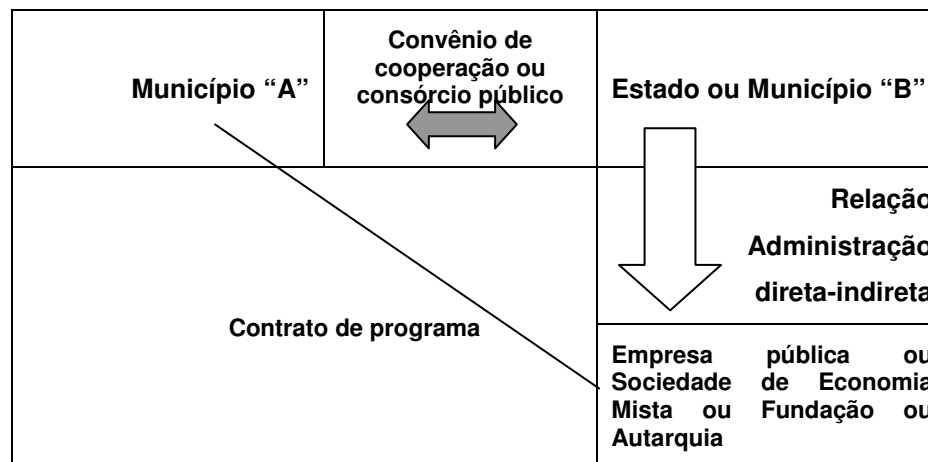 Município “A”
Convênio de
cooperação ou
consórcio público
Estado ou Município “B”
Relação
Administração
direta-indireta
Contrato de programa
Empresa pública ou
Sociedade de Economia
Mista ou Fundação ou
Autarquia